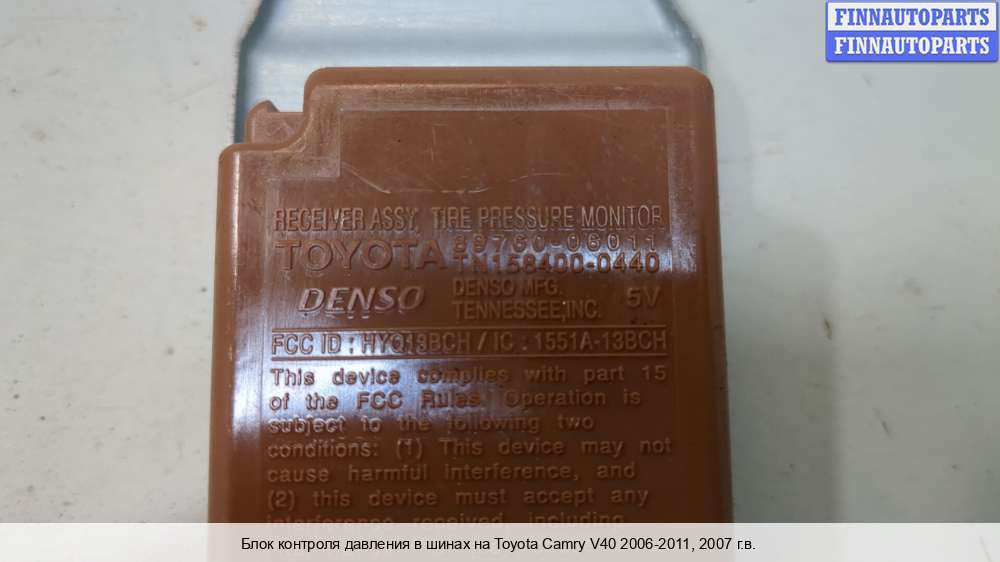 FINNAUTOPARTS
FINNAUTOPARTS
RECEIVER ASSY, TIRE PRESSURE MONITOR
TOYOTA 89760-06011
TN158400-0440
DENSO DENSO MFG. 5V
TENNESSEE,INC.
FCC ID : HYQ13BCH / IC : 1551A-13BCH
This device complies with part 15
of the FCC Rules. Operation is
subject to the following two
conditions: (1) This device may not
cause harmful interference, and
(2) this device must accept any
interference received, including
Блок контроля давления в шинах на Toyota Camry V40 2006-2011, 2007 г.в.